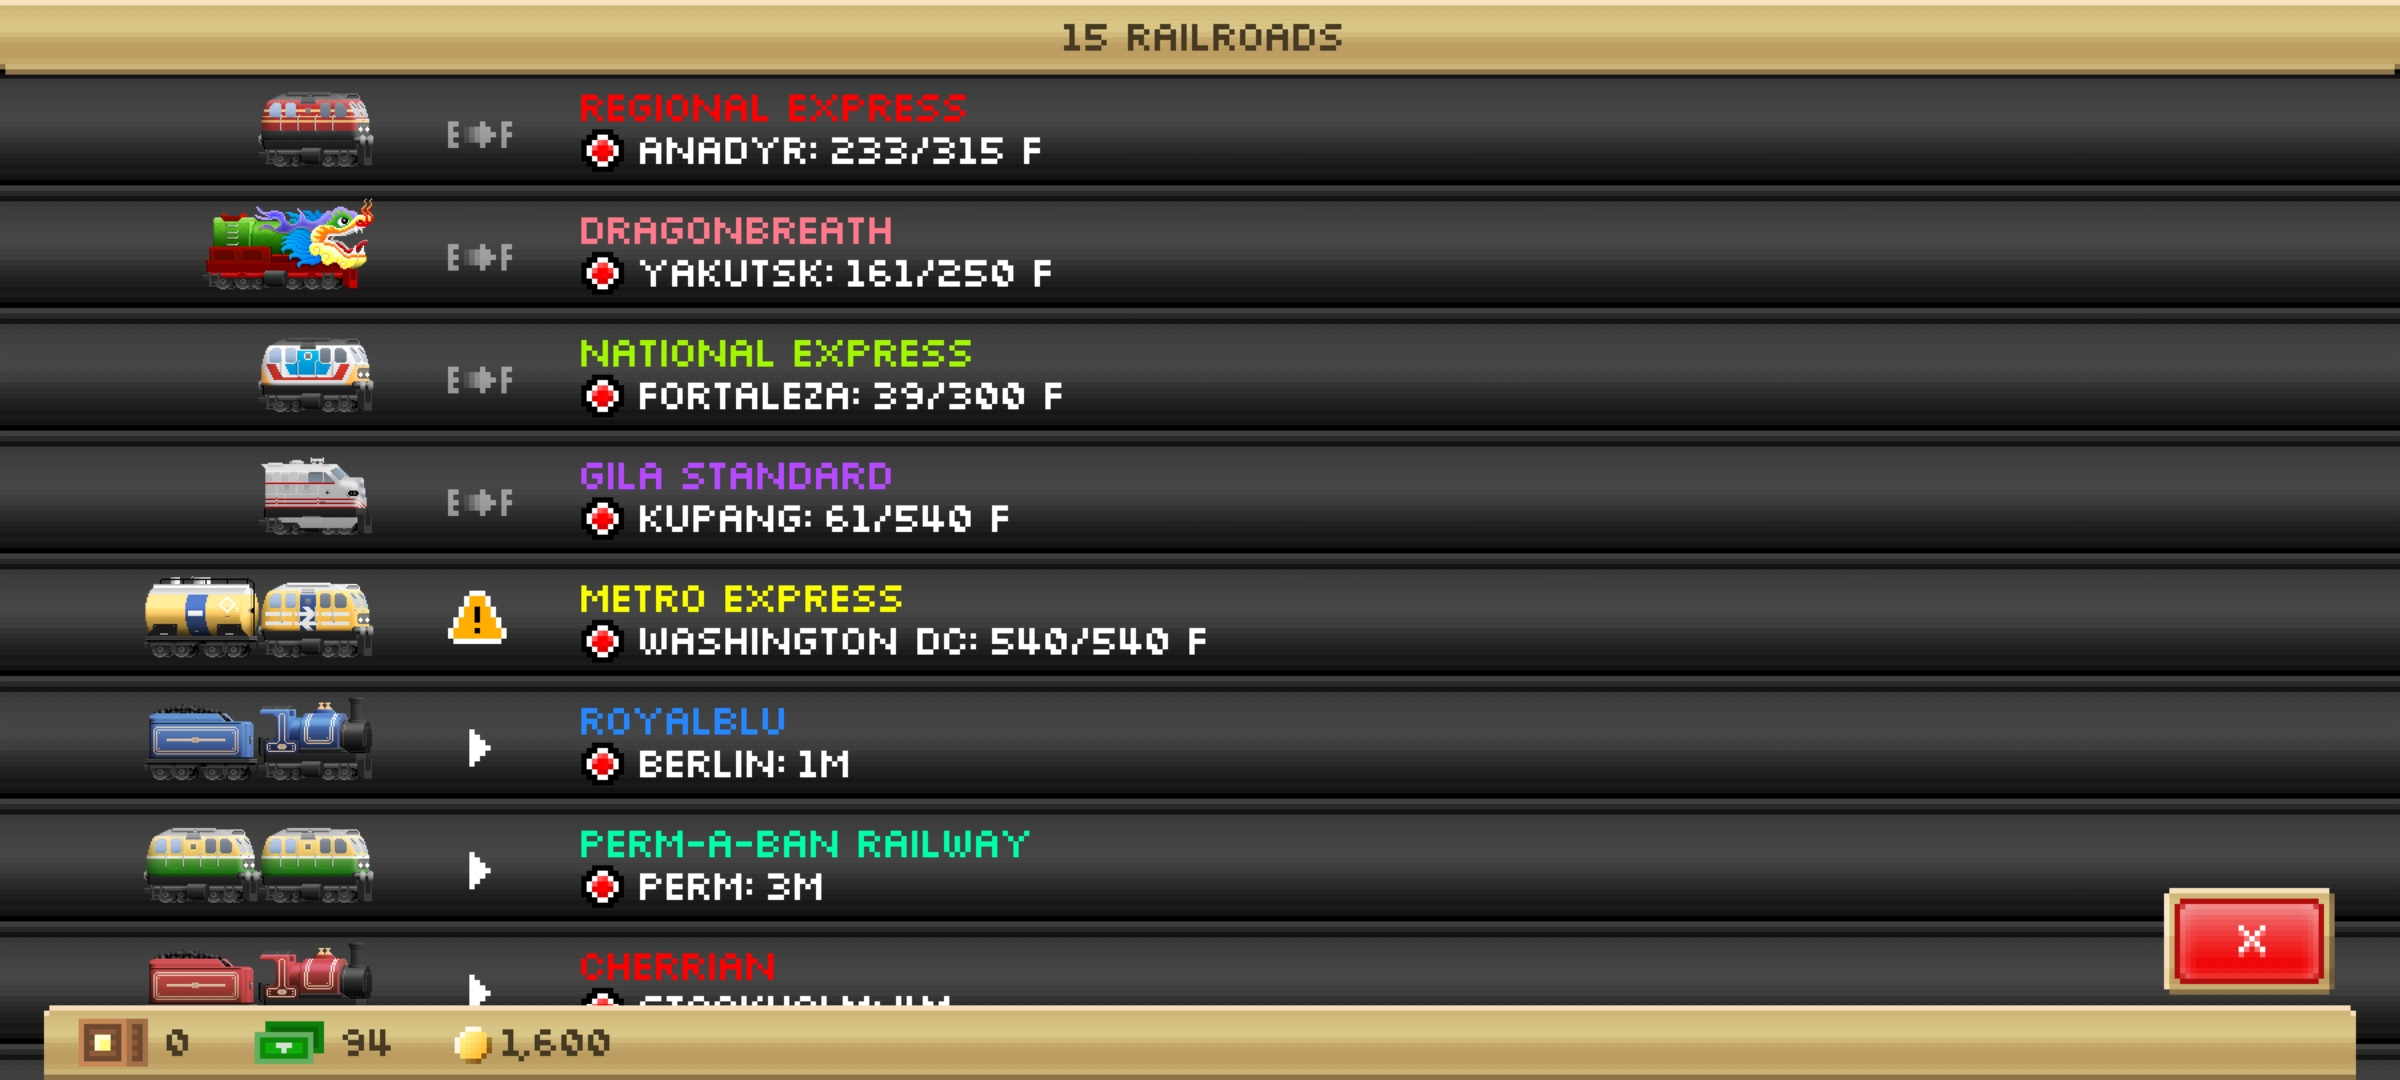 15 RAILROADS
E F
REGIONAL EXPRESS
ANADYR: 233/315 F
E F
DRAGONBREATH
YAKUTSK: 161/250 F
E F
NATIONAL EXPRESS
FORTALEZA: 39/300 F
E F
GILA STANDARD
KUPANG: 61/540 F
METRO EXPRESS
WASHINGTON DC: 540/540 F
ROYALBLU
BERLIN: 1M
PERM-A-BAN RAILWAY
PERM: 3M
CHERRIAN
X
0 94 1,600